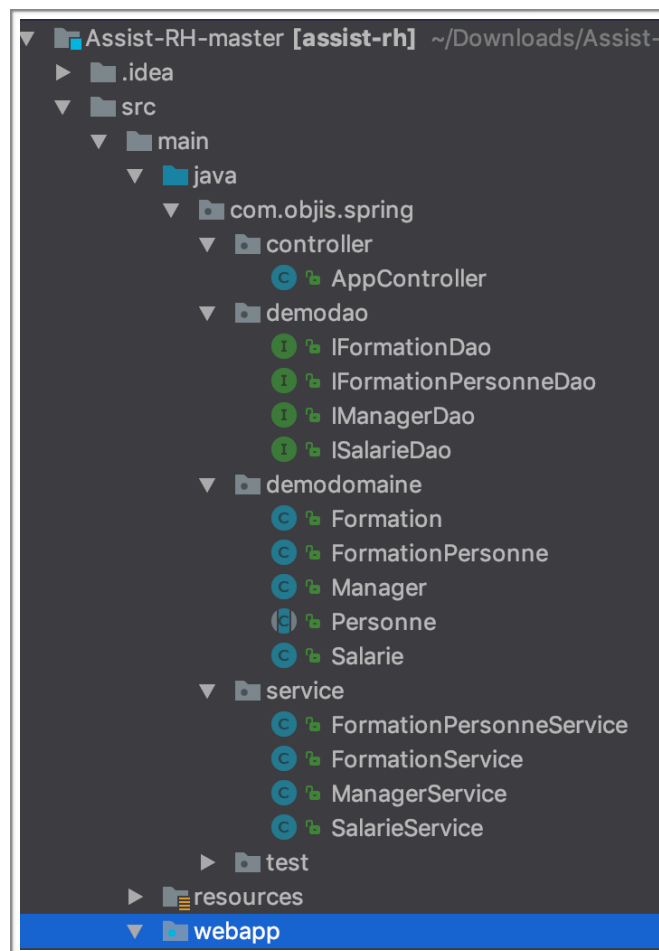 Assist-RH-master [assist-rh] ~/Downloads/Assist-
.idea
src
main
java
com.objis.spring
controller
C AppController
demodao
I IFormationDao
I IFormationPersonneDao
I IManagerDao
I ISalarieDao
demodomaine
C Formation
C FormationPersonne
C Manager
C Personne
C Salarie
service
C FormationPersonneService
C FormationService
C ManagerService
C SalarieService
test
resources
webapp